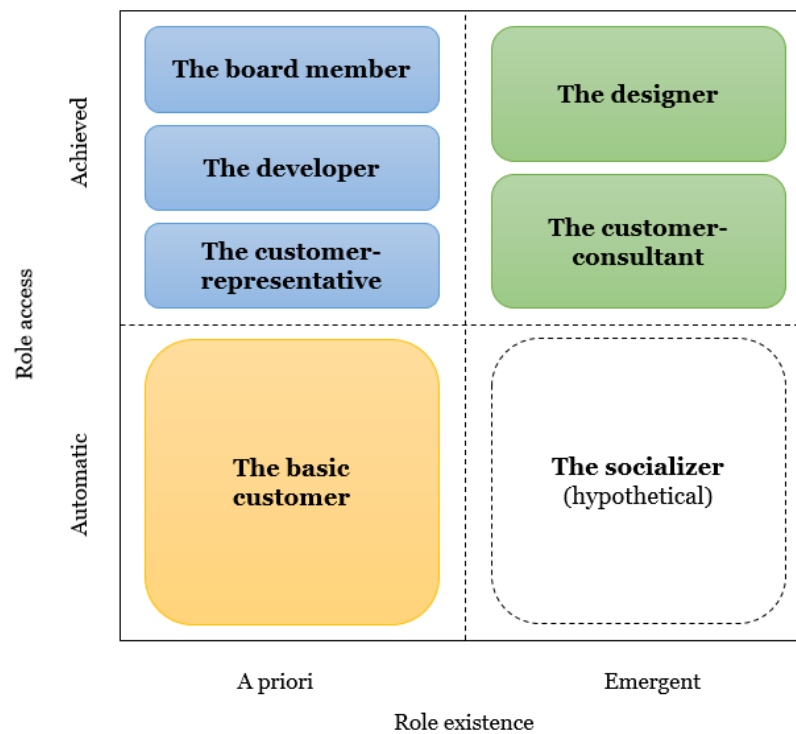 The board member
The developer
The customer-
representative
The designer
The customer-
consultant
The basic
customer
The socializer
(hypothetical)
Achieved
Automatic
Role access
A priori
Emergent
Role existence